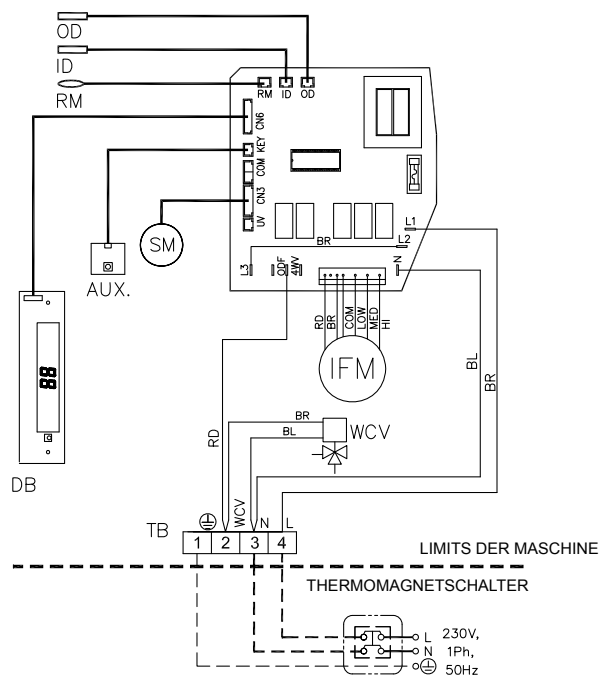 OD
ID
RM
RM ID OD
CN6
KEY
COM
CN3
UV
SM
AUX.
L1
L2
BR
L3
ODF
4WV
N
RD
BR
COM
LOW
MED
HI
IFM
88
DB
RD
BR
BL
WCV
BL
BR
WCV
N
L
TB
1 2 3 4
LIMITS DER MASCHINE
THERMOMAGNETSCHALTER
L 230V,
N 1Ph,
50Hz